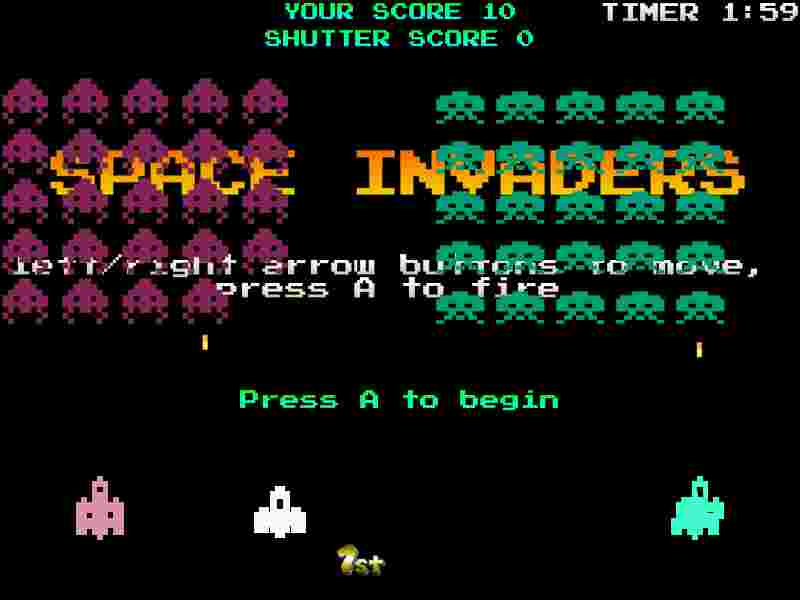 YOUR SCORE 10
TIMER 1:59
SHUTTER SCORE 0
SPACE INVADERS
left/right arrow buttons to move,
press A to fire
Press A to begin
1st